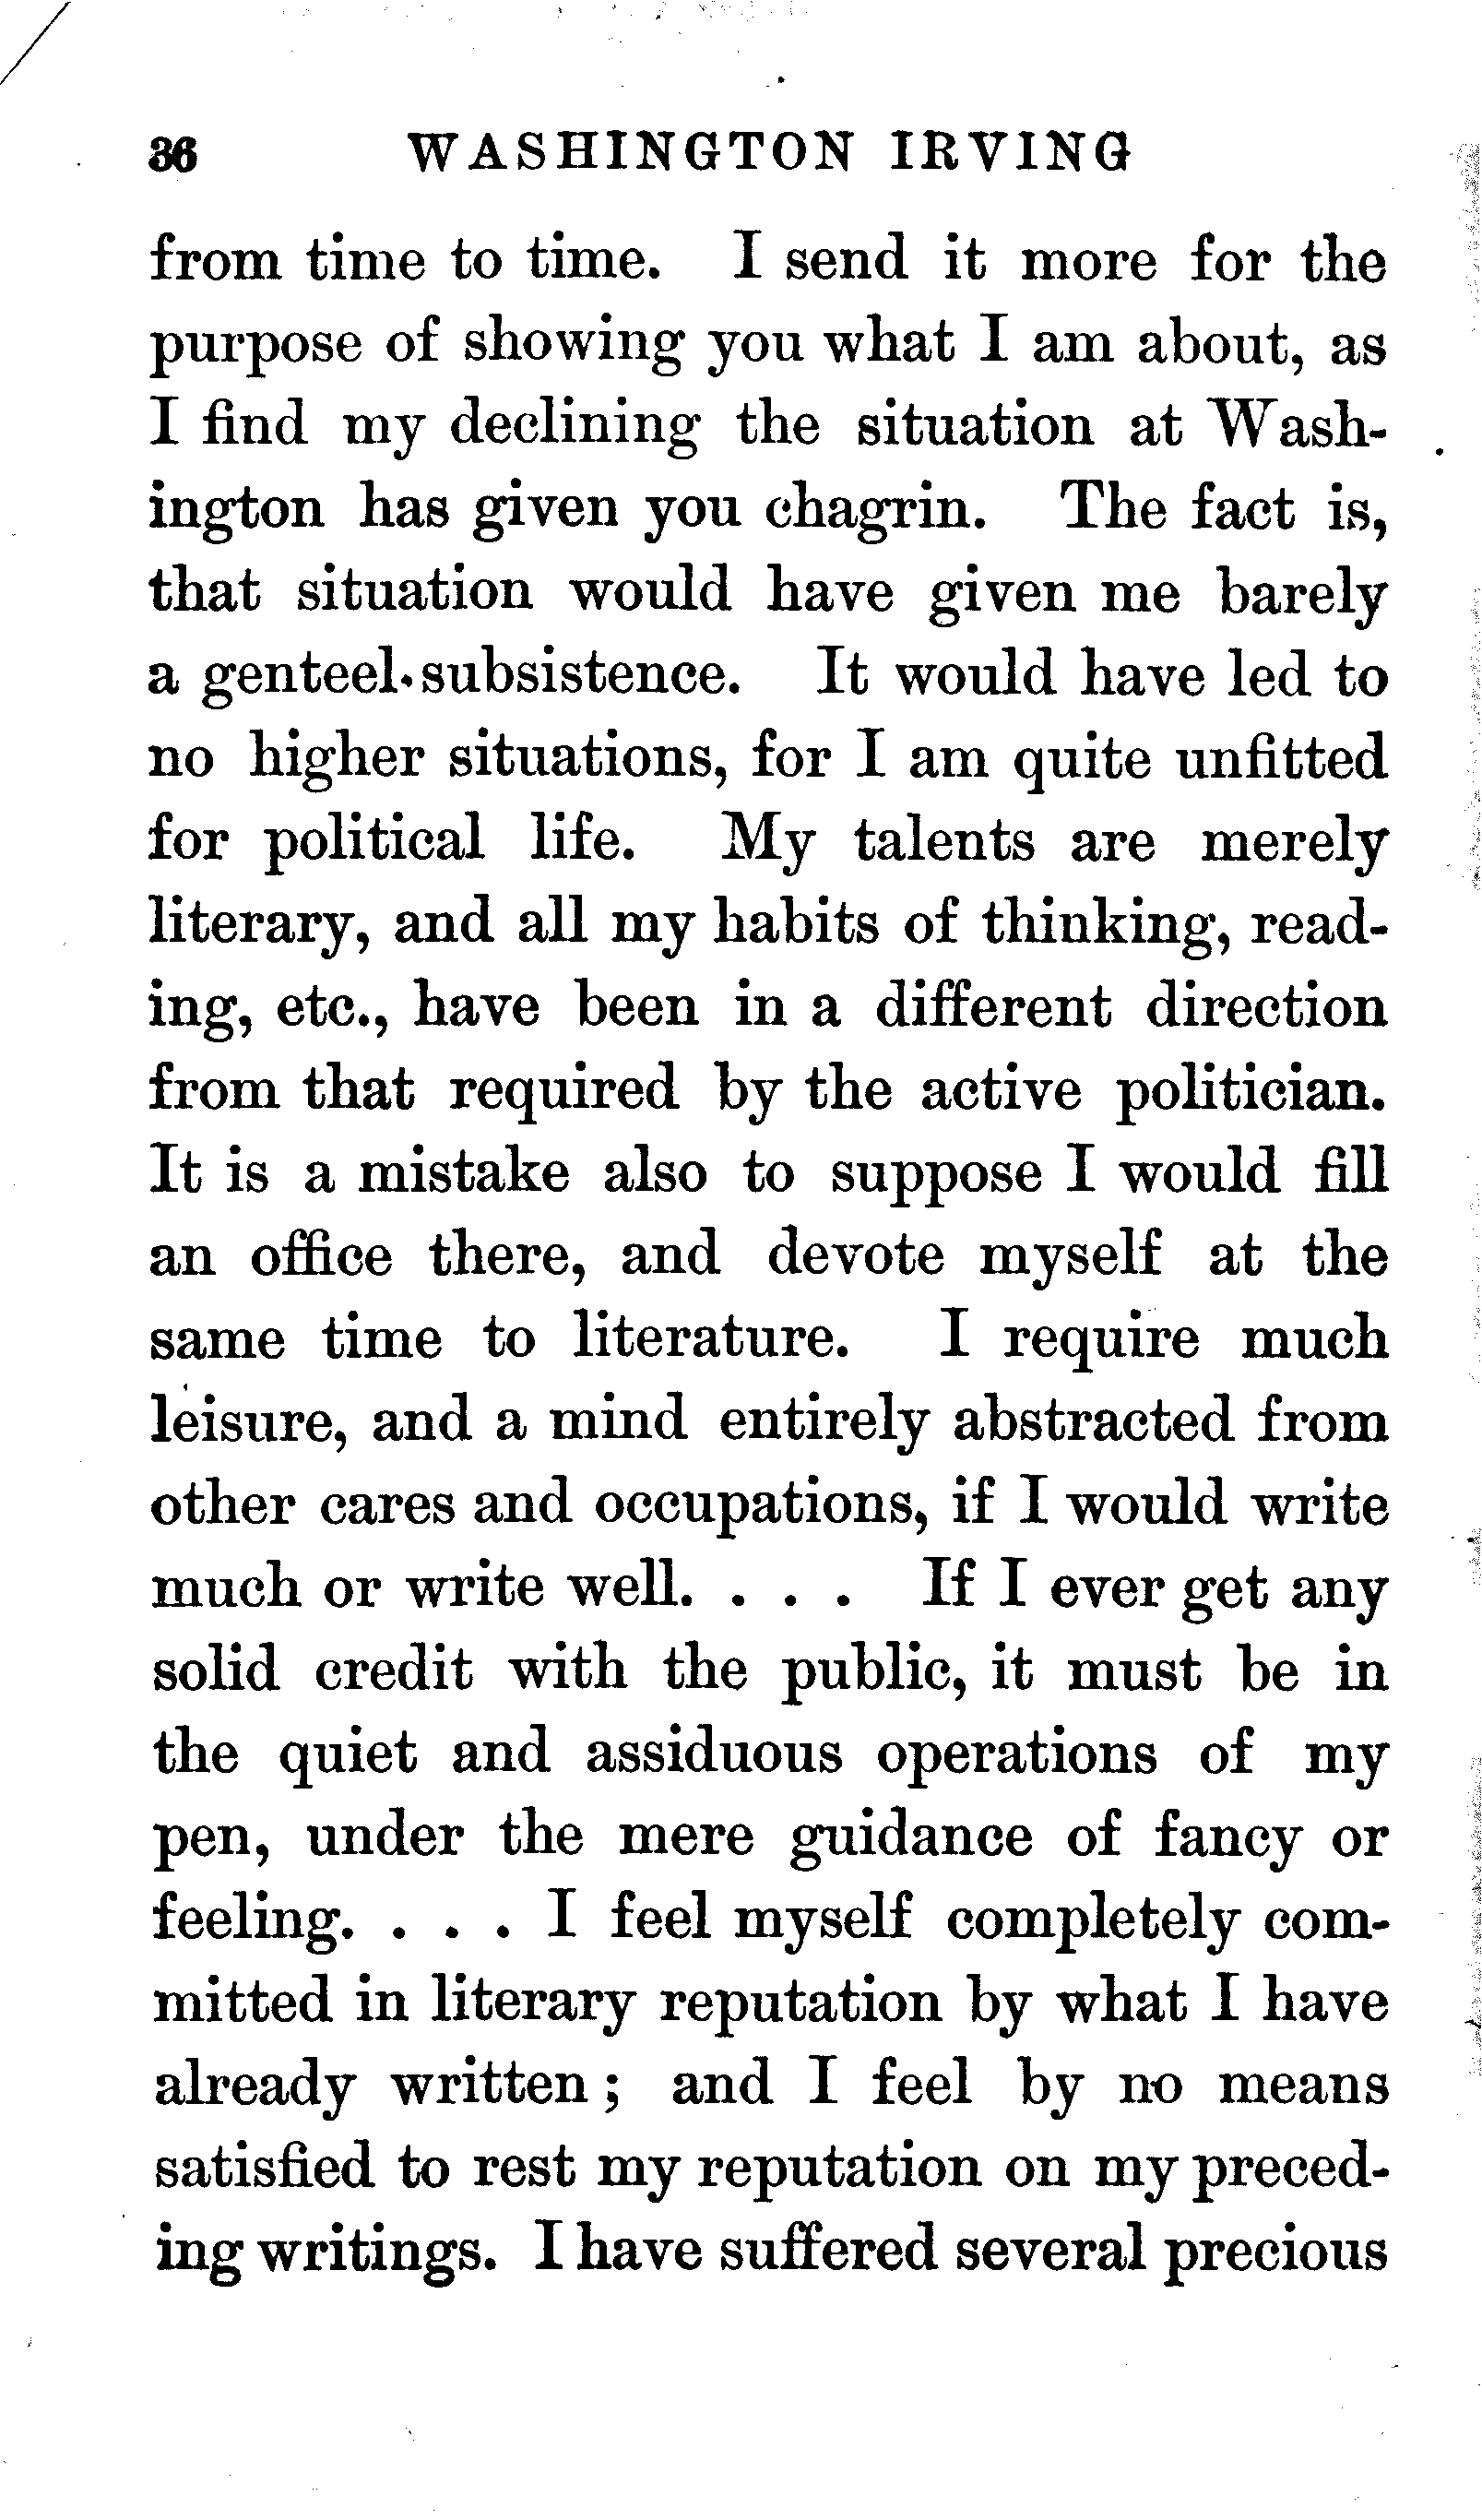 36 WASHINGTON IRVING
from time to time. I send it more for the
purpose of showing you what I am about, as
I find my declining the situation at Wash-
ington has given you chagrin. The fact is,
that situation would have given me barely
a genteel subsistence. It would have led to
no higher situations, for I am quite unfitted
for political life. My talents are merely
literary, and all my habits of thinking, read-
ing, etc., have been in a different direction
from that required by the active politician.
It is a mistake also to suppose I would fill
an office there, and devote myself at the
same time to literature. I require much
leisure, and a mind entirely abstracted from
other cares and occupations, if I would write
much or write well. . . . If I ever get any
solid credit with the public, it must be in
the quiet and assiduous operations of my
pen, under the mere guidance of fancy or
feeling. . . . I feel myself completely com-
mitted in literary reputation by what I have
already written; and I feel by no means
satisfied to rest my reputation on my preced-
ing writings. I have suffered several precious